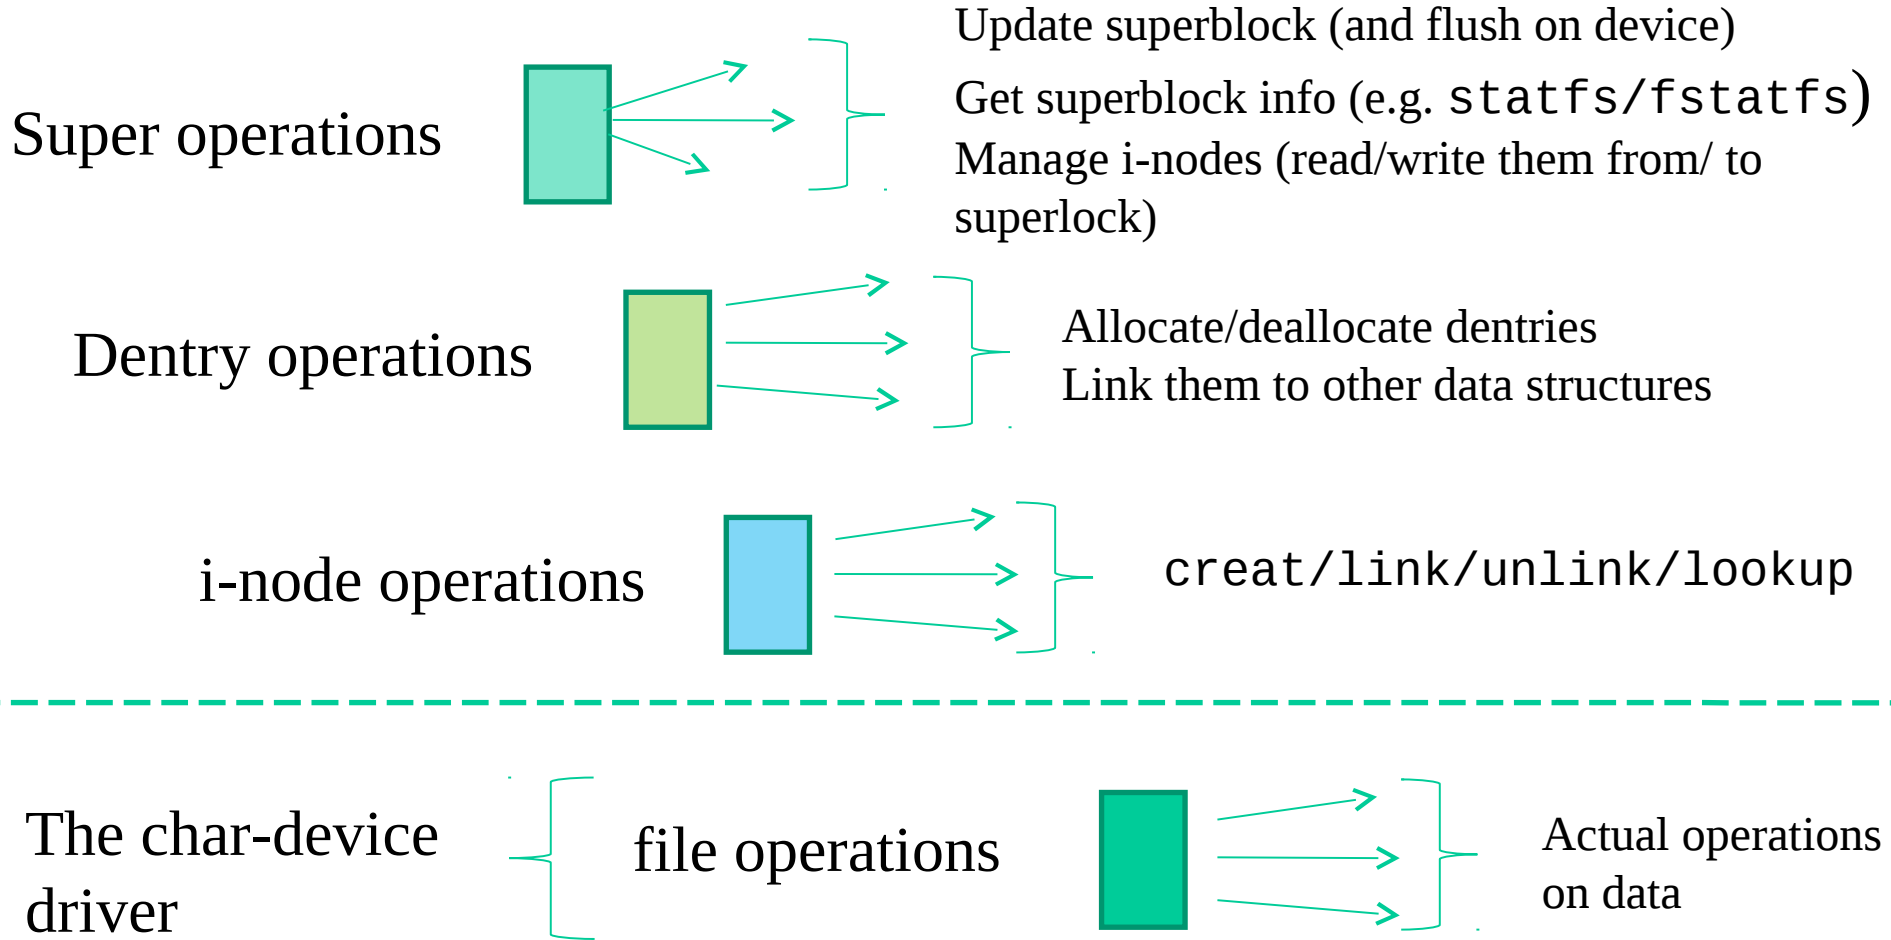 Update superblock (and flush on device)
Get superblock info (e.g. statfs/fstatfs)
Super operations
Manage i-nodes (read/write them from/ to
superlock)
Dentry operations
Allocate/deallocate dentries
Link them to other data structures
i-node operations
creat/link/unlink/lookup
The char-device
driver
file operations
Actual operations
on data